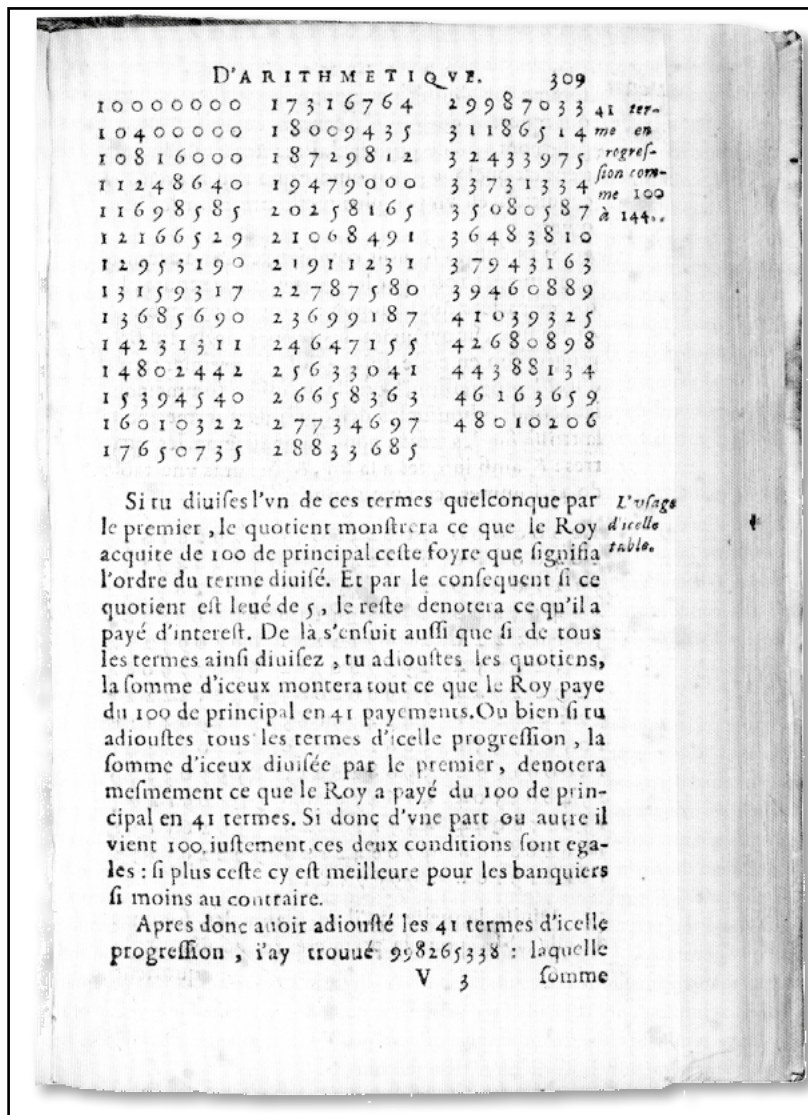 D'ARITHMETIQVE. 309
10000000 17316764 29987033
10400000 18009435 31186514
10816000 18729812 32433975
11248640 19479000 33731334
11698585 20258165 35080587
12166529 21068491 36483810
12953190 21911231 37943163
13159317 22787580 39460889
13685690 23699187 41039325
14231311 24647155 42680898
14802442 25633041 44388134
15394540 26658363 46163659
16010322 27734697 48010206
17650735 28833685
41 ter-
me en
rogreſ-
ſion com-
me 100
à 144..
Si tu diuiſes l'vn de ces termes quelconque par
le premier, le quotient monſtrera ce que le Roy
acquite de 100 de principal ceſte foyre que ſignifia
l'ordre du terme diuiſé. Et par le conſequent ſi ce
quotient eſt leué de 5, le reſte denotera ce qu'il a
payé d'intereſt. De là s'enſuit auſſi que ſi de tous
les termes ainſi diuiſez, tu adiouſtes les quotiens,
la ſomme d'iceux montera tout ce que le Roy paye
du 100 de principal en 41 payements. Ou bien ſi tu
adiouſtes tous les termes d'icelle progreſſion, la
ſomme d'iceux diuiſée par le premier, denotera
meſmement ce que le Roy a payé du 100 de prin-
cipal en 41 termes. Si donc d'vne part ou autre il
vient 100. iuſtement, ces deux conditions ſont ega-
les : ſi plus ceſte cy eſt meilleure pour les banquiers
ſi moins au contraire.
L'vſage
d'icelle
table.
Apres donc auoir adiouſté les 41 termes d'icelle
progreſſion, i'ay trouué 998265338 : laquelle
V 3 ſomme